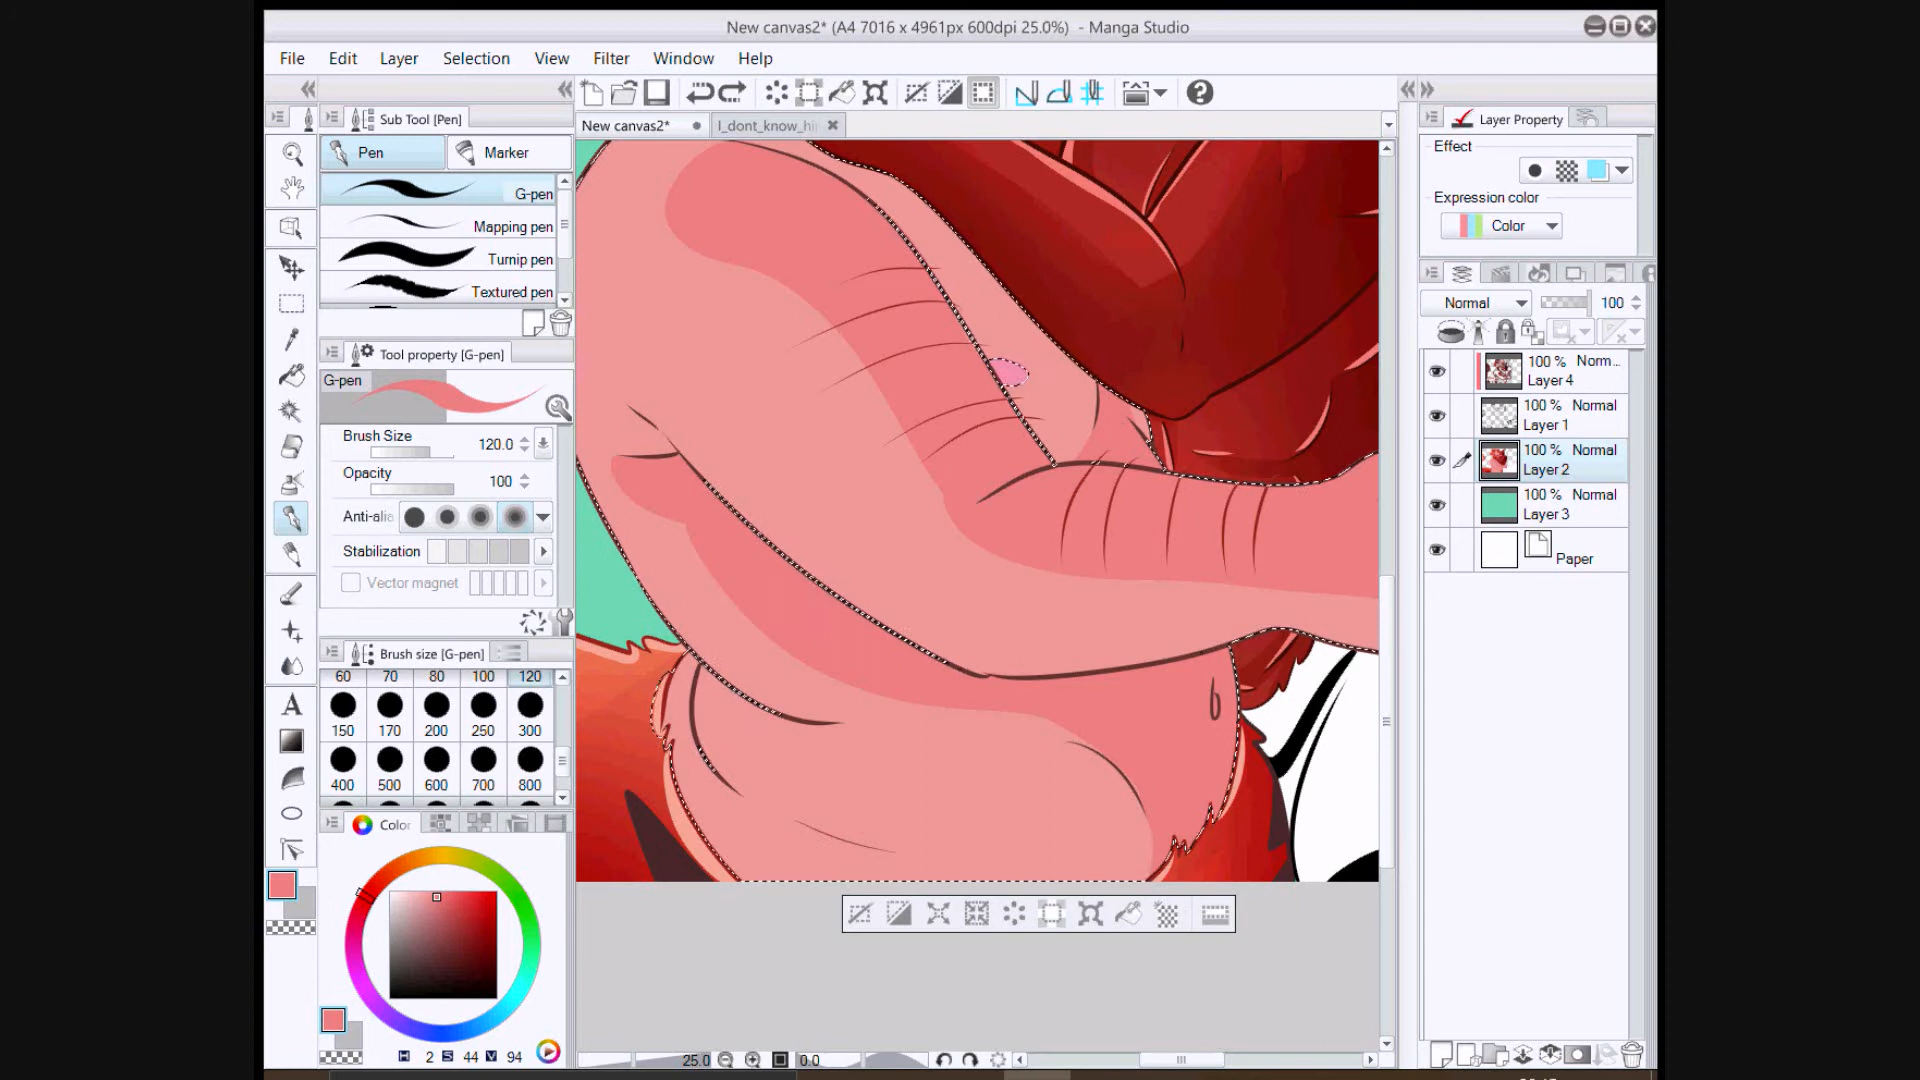 New canvas2* (A4 7016 x 4961px 600dpi 25.0%)  - Manga Studio
File Edit Layer Selection View Filter Window Help
Sub Tool [Pen]
Pen Marker
G-pen
Mapping pen
Turnip pen
Textured pen
Tool property [G-pen]
G-pen
Brush Size 120.0
Opacity 100
Anti-alia
Stabilization
Vector magnet
Brush size [G-pen]
60 70 80 100 120
150 170 200 250 300
400 500 600 700 800
Color
H 2 S 44 V 94
New canvas2* I_dont_know_hi
25.0 0.0
Layer Property
Effect
Expression color
Color
Normal 100
100 % Norm...
Layer 4
100 % Normal
Layer 1
100 % Normal
Layer 2
100 % Normal
Layer 3
Paper
A